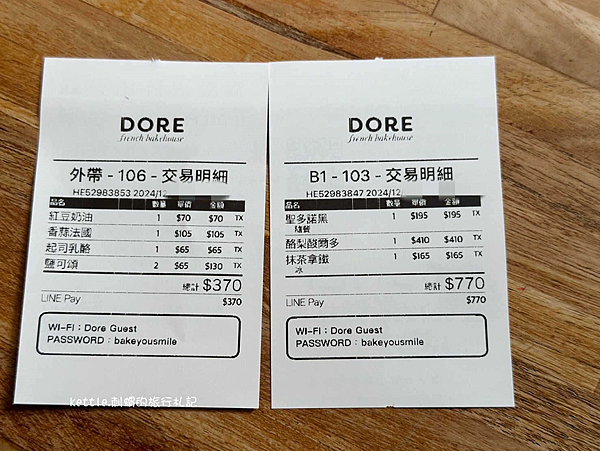 DORE
french bakehouse
外帶 - 106 - 交易明細
HE52983853 2024/12
品名 數量 單價 金額
紅豆奶油 1 $70 $70 TX
香蒜法國 1 $105 $105 TX
起司乳酪 1 $65 $65 TX
鹽可頌 2 $65 $130 TX
總計 $370
LINE Pay $370
WI-FI：Dore Guest
PASSWORD：bakeyousmile
DORE
french bakehouse
B1 - 103 - 交易明細
HE52983847 2024/12
品名 數量 單價 金額
聖多諾黑 1 $195 $195 TX
隨餐
酪梨酸爾多 1 $410 $410 TX
抹茶拿鐵 1 $165 $165 TX
冰
總計 $770
LINE Pay $770
WI-FI：Dore Guest
PASSWORD：bakeyousmile
kettle.刺蝟的旅行札記